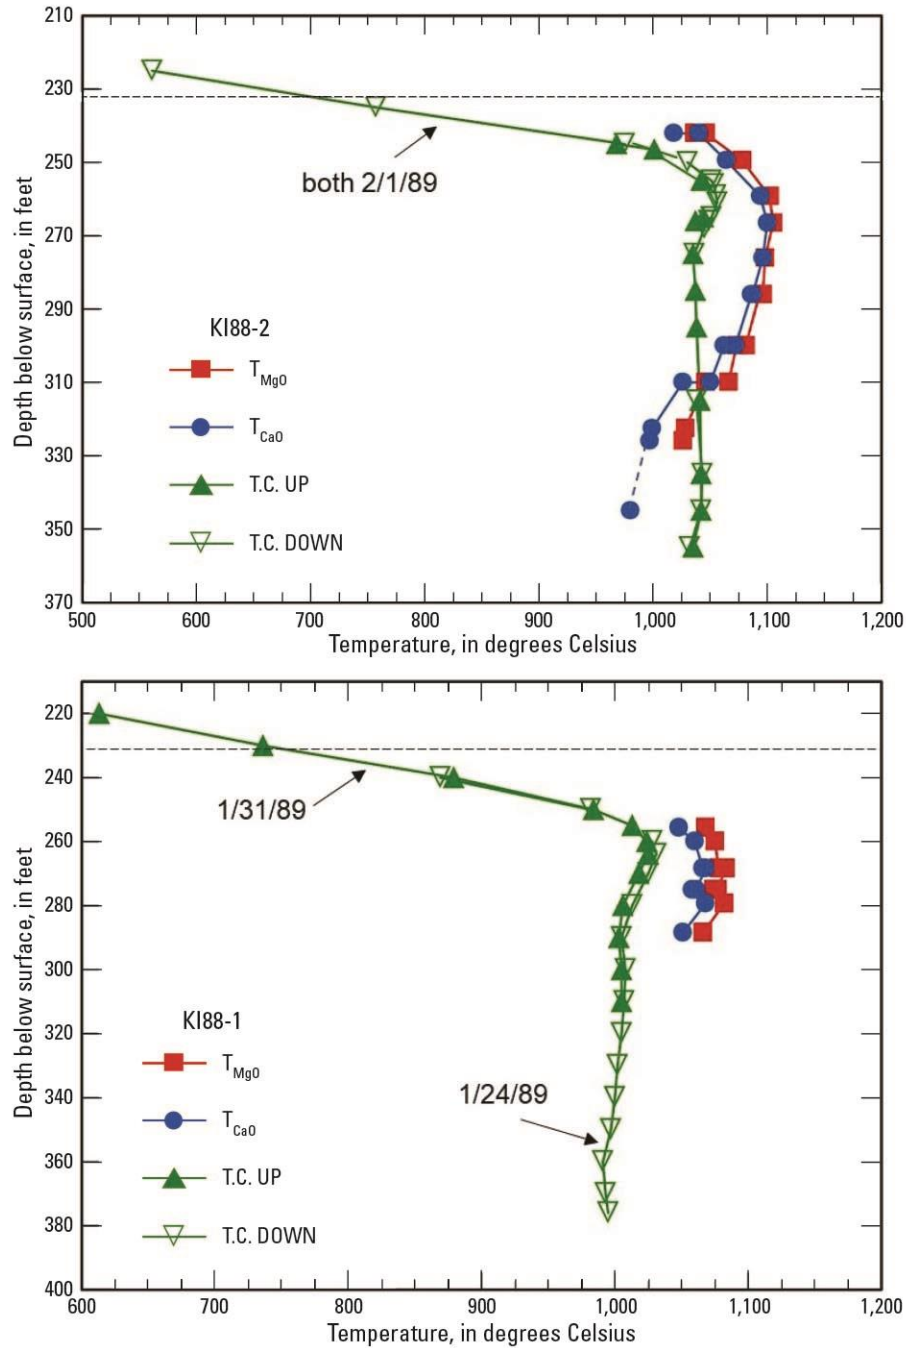 210
230
250
270
290
310
330
350
370
Depth below surface, in feet
both 2/1/89
KI88-2
T_MgO
T_CaO
T.C. UP
T.C. DOWN
500 600 700 800 900 1,000 1,100 1,200
Temperature, in degrees Celsius
220
240
260
280
300
320
340
360
380
400
Depth below surface, in feet
1/31/89
KI88-1
T_MgO
1/24/89
T_CaO
T.C. UP
T.C. DOWN
600 700 800 900 1,000 1,100 1,200
Temperature, in degrees Celsius